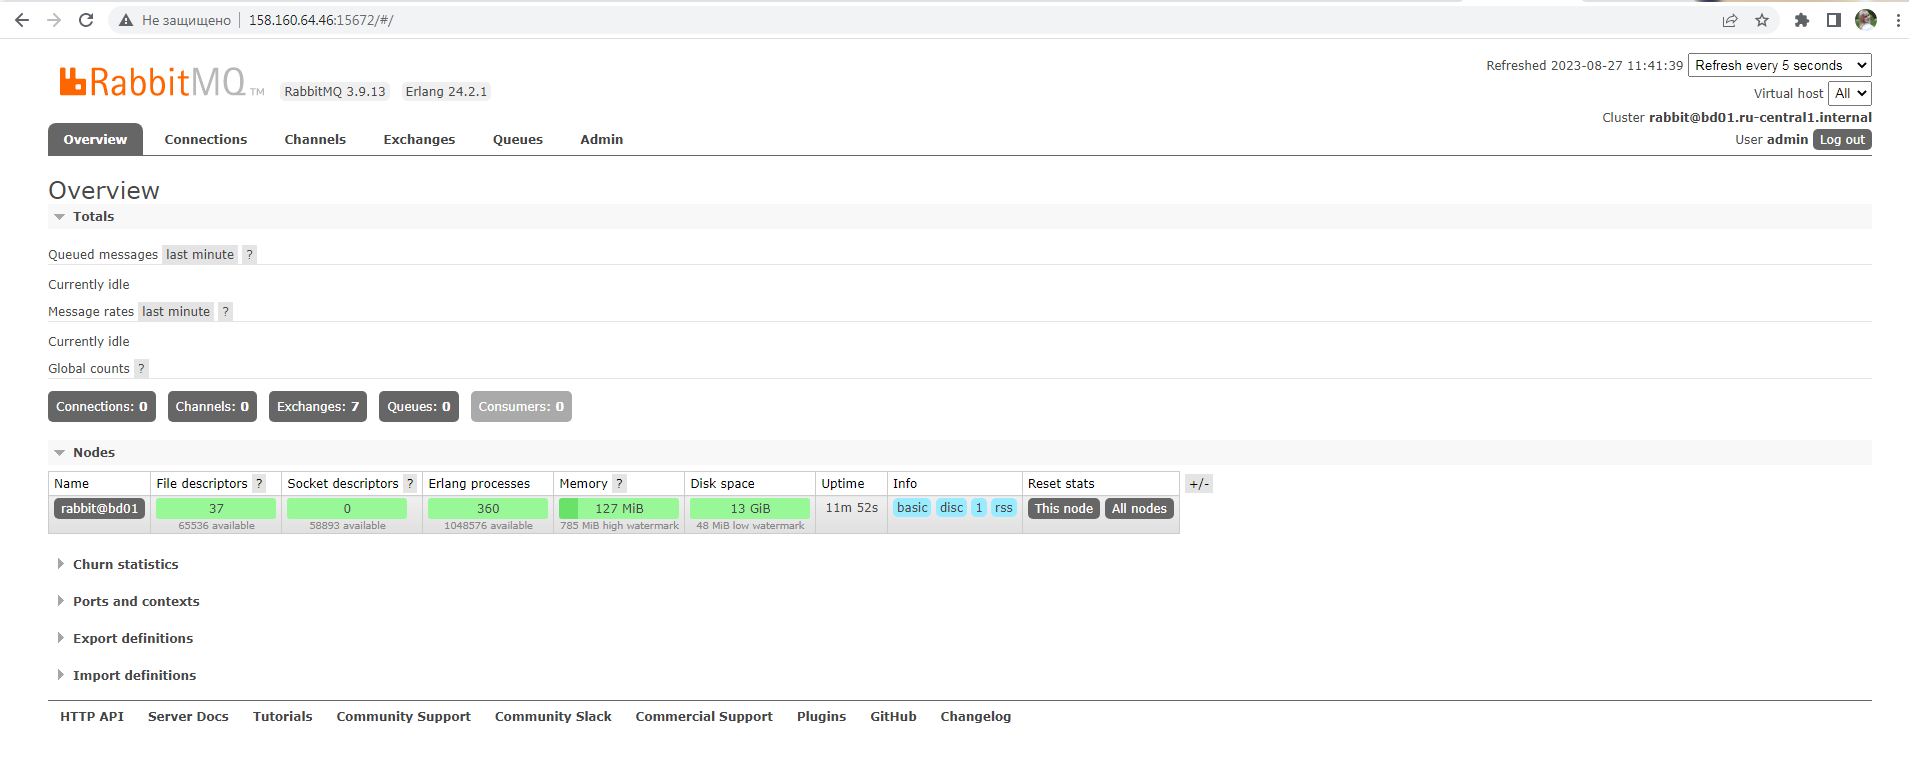 Не защищено 158.160.64.46:15672/#/
RabbitMQ TM RabbitMQ 3.9.13 Erlang 24.2.1
Refreshed 2023-08-27 11:41:39 Refresh every 5 seconds
Virtual host All
Cluster rabbit@bd01.ru-central1.internal
User admin Log out
Overview Connections Channels Exchanges Queues Admin
Overview
Totals
Queued messages last minute ?
Currently idle
Message rates last minute ?
Currently idle
Global counts ?
Connections: 0 Channels: 0 Exchanges: 7 Queues: 0 Consumers: 0
Nodes
Name File descriptors ? Socket descriptors ? Erlang processes Memory ? Disk space Uptime Info Reset stats +/-
rabbit@bd01 37 0 360 127 MiB 13 GiB 11m 52s basic disc 1 rss This node All nodes
65536 available 58893 available 1048576 available 785 MiB high watermark 48 MiB low watermark
Churn statistics
Ports and contexts
Export definitions
Import definitions
HTTP API Server Docs Tutorials Community Support Community Slack Commercial Support Plugins GitHub Changelog